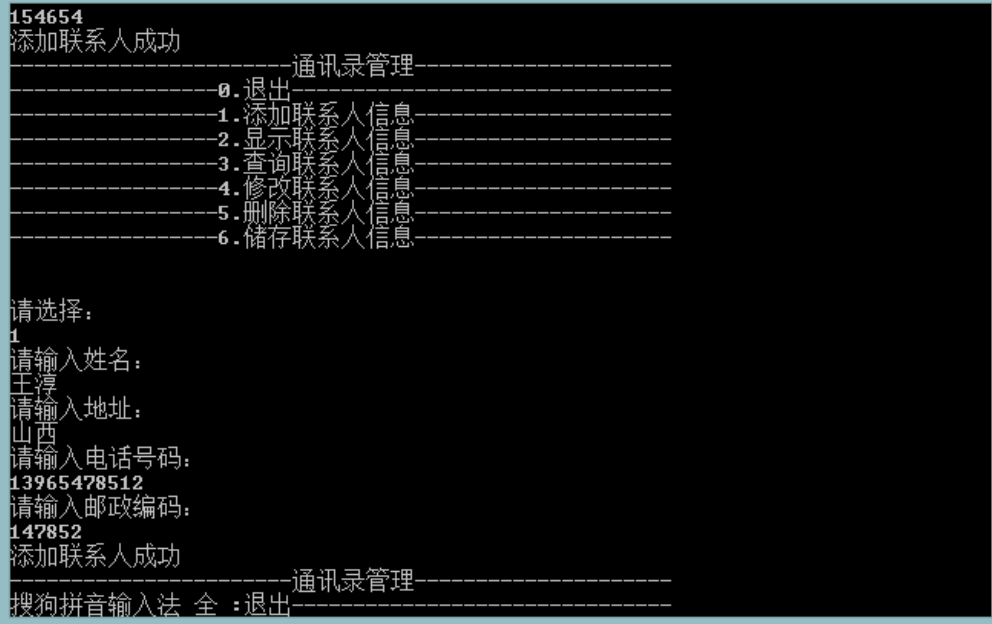 154654
添加联系人成功
-----------------------通讯录管理---------------------
-----------------0.退出-------------------------------
-----------------1.添加联系人信息---------------------
-----------------2.显示联系人信息---------------------
-----------------3.查询联系人信息---------------------
-----------------4.修改联系人信息---------------------
-----------------5.删除联系人信息---------------------
-----------------6.储存联系人信息---------------------
请选择：
1
请输入姓名：
王淳
请输入地址：
山西
请输入电话号码：
13965478512
请输入邮政编码：
147852
添加联系人成功
-----------------------通讯录管理---------------------
搜狗拼音输入法 全 :退出-------------------------------